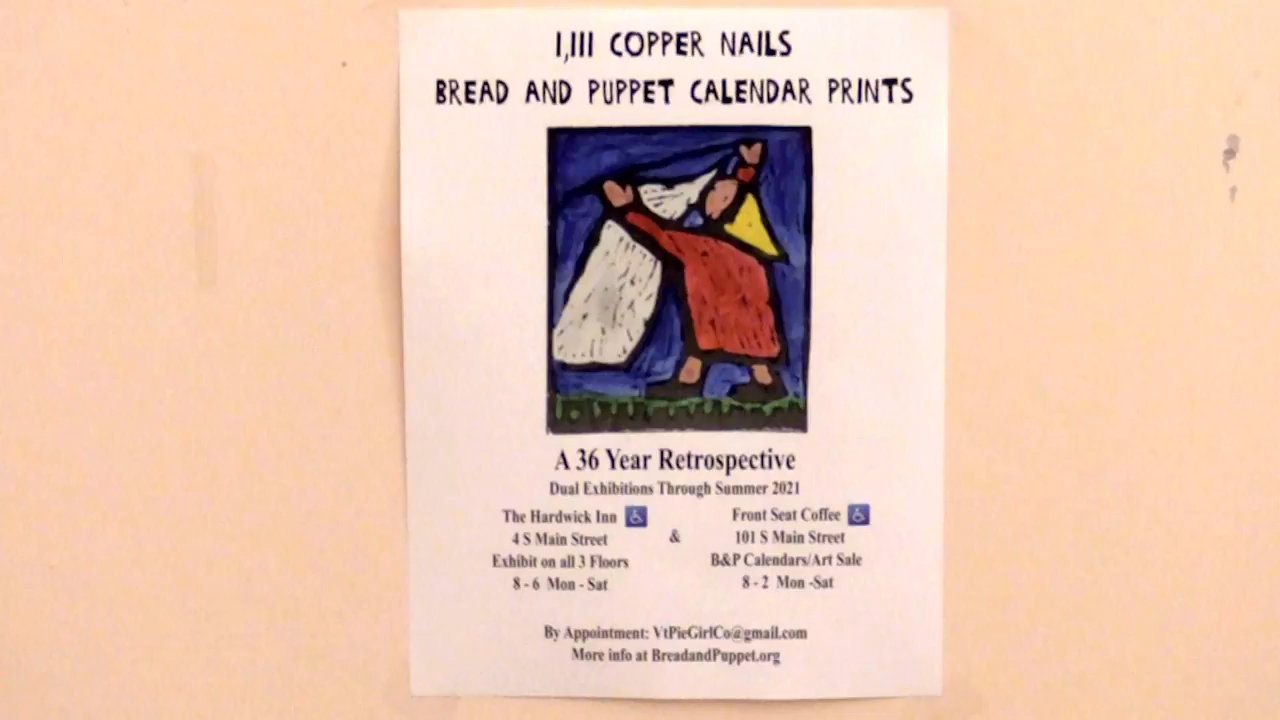 1,111 COPPER NAILS
BREAD AND PUPPET CALENDAR PRINTS
A 36 Year Retrospective
Dual Exhibitions Through Summer 2021
The Hardwick Inn
4 S Main Street
Exhibit on all 3 Floors
8 - 6 Mon - Sat
&
Front Seat Coffee
101 S Main Street
B&P Calendars/Art Sale
8 - 2 Mon -Sat
By Appointment: VtPieGirlCo@gmail.com
More info at BreadandPuppet.org